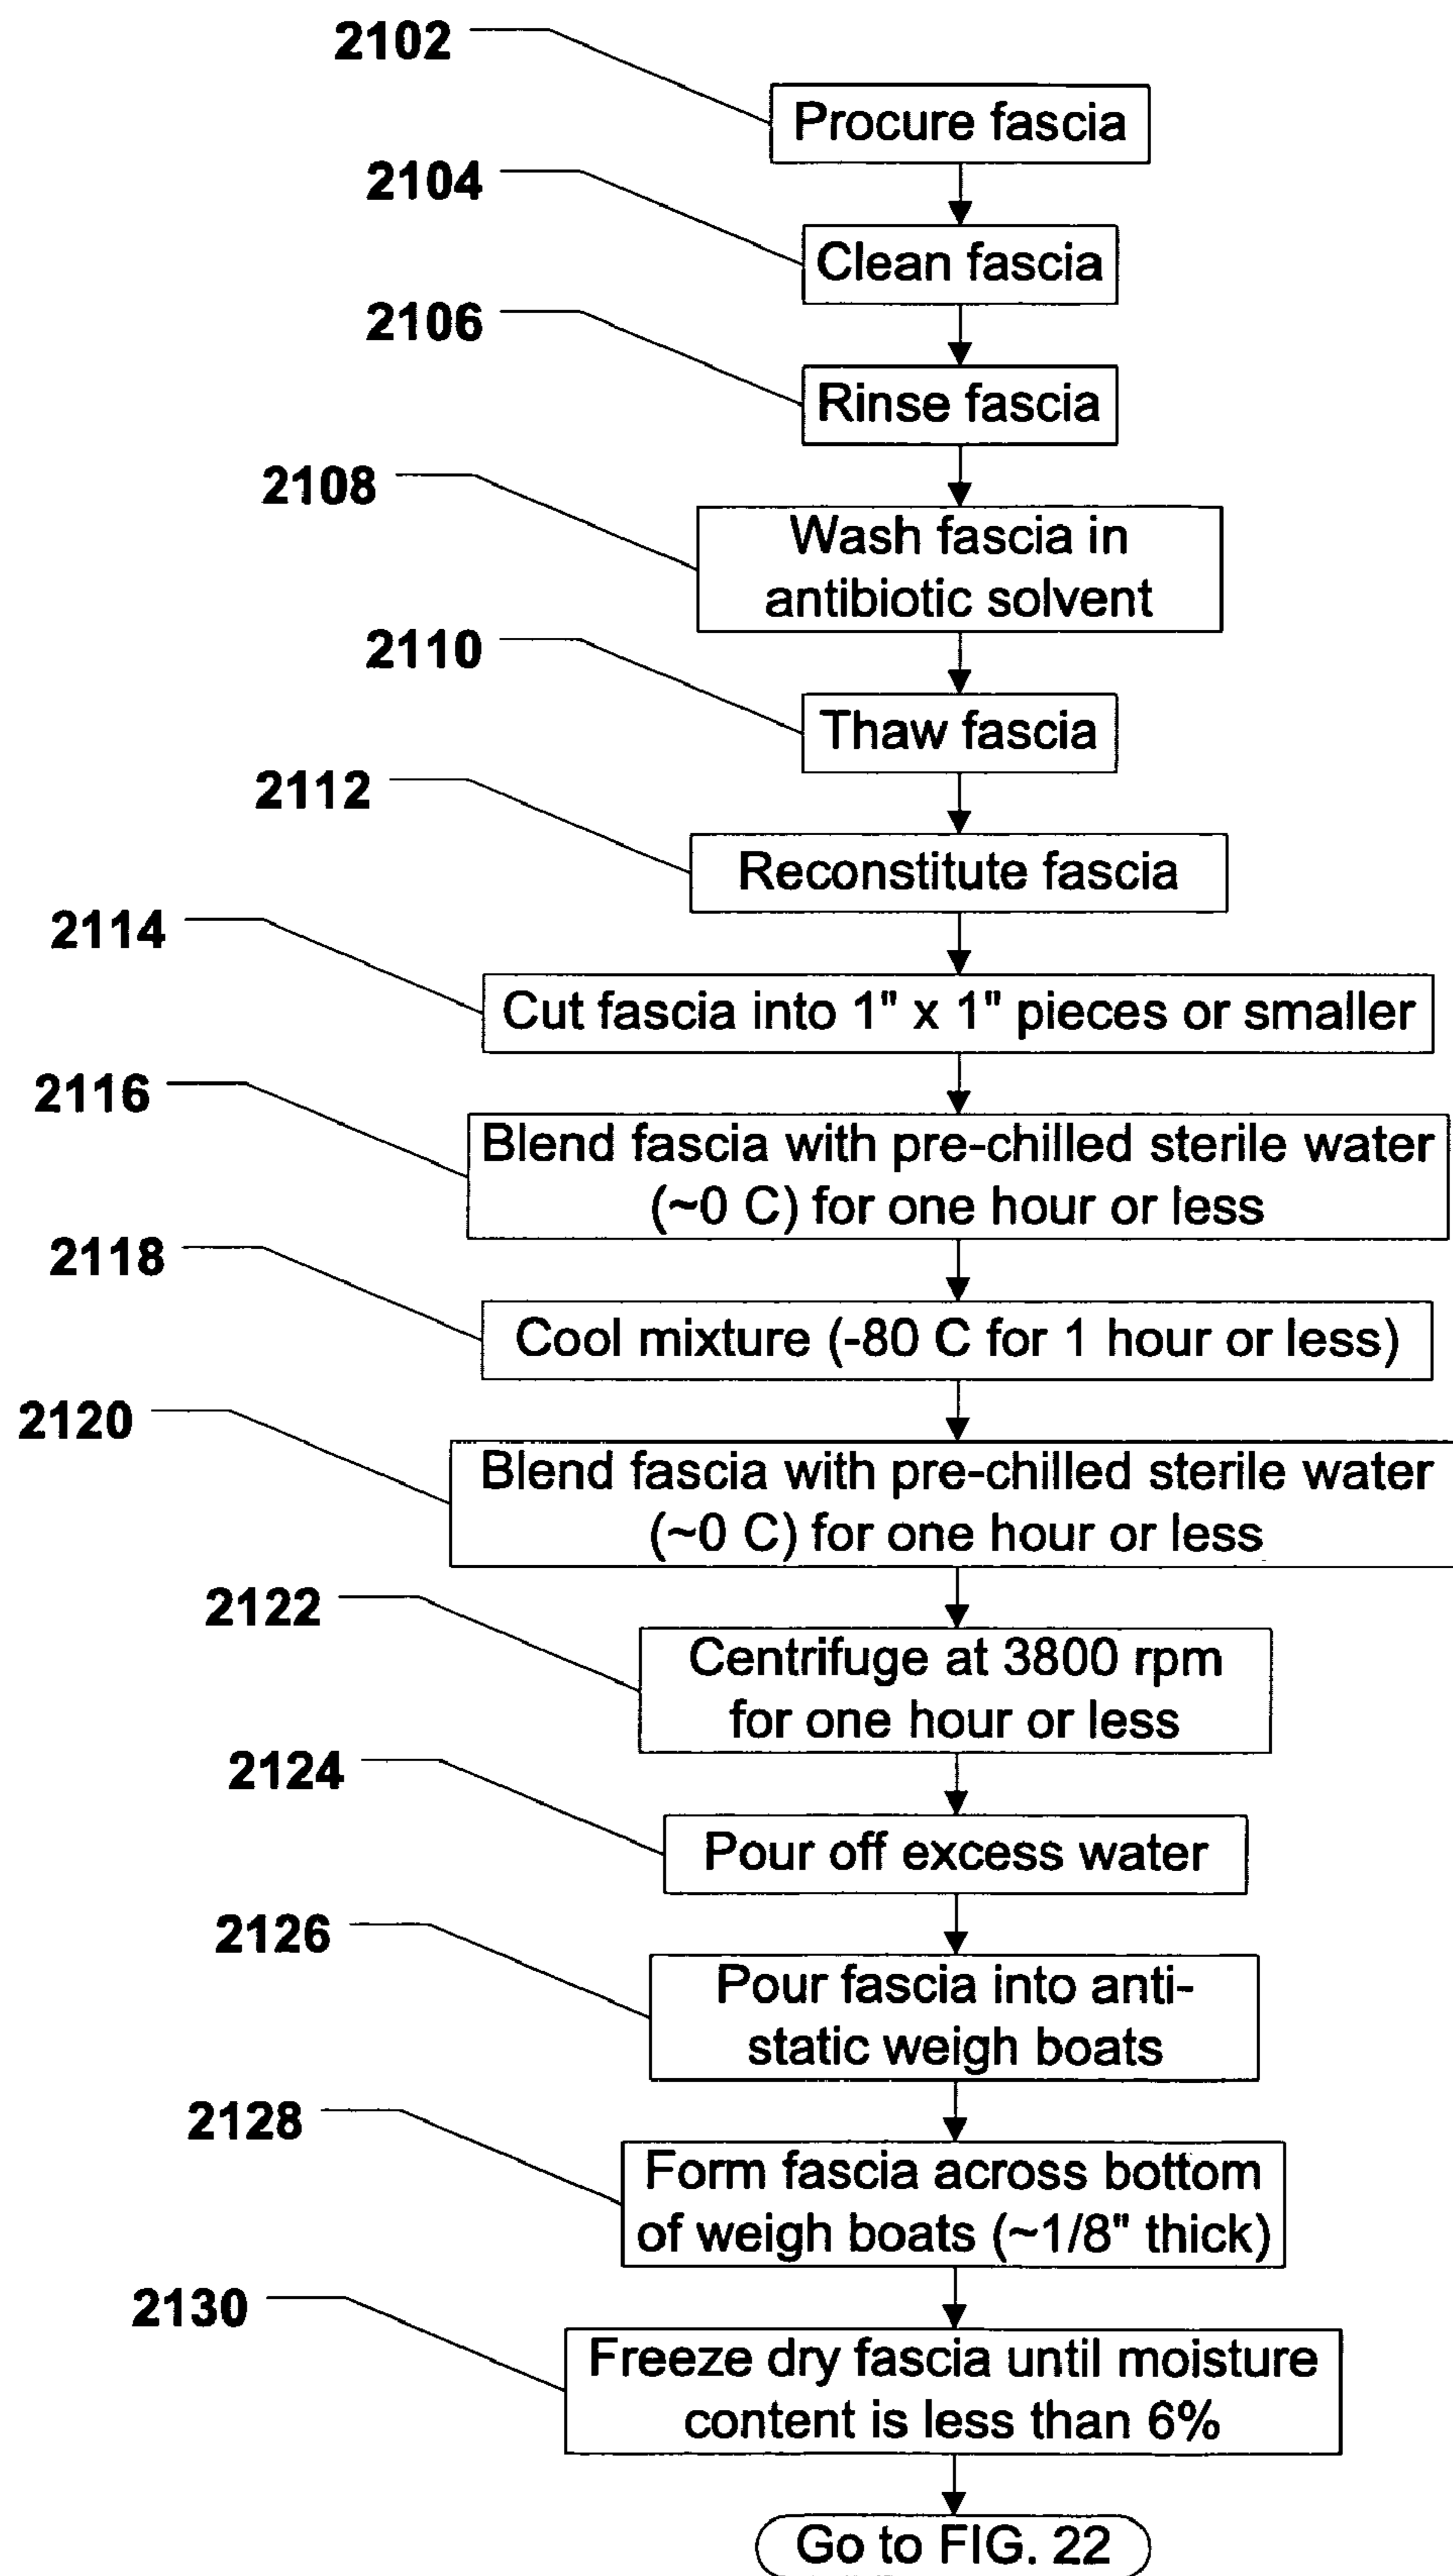 2102
Procure fascia
2104
Clean fascia
2106
Rinse fascia
2108
Wash fascia in
antibiotic solvent
2110
Thaw fascia
2112
Reconstitute fascia
2114
Cut fascia into 1" x 1" pieces or smaller
2116
Blend fascia with pre-chilled sterile water
(~0 C) for one hour or less
2118
Cool mixture (-80 C for 1 hour or less)
2120
Blend fascia with pre-chilled sterile water
(~0 C) for one hour or less
2122
Centrifuge at 3800 rpm
for one hour or less
2124
Pour off excess water
2126
Pour fascia into anti-
static weigh boats
2128
Form fascia across bottom
of weigh boats (~1/8" thick)
2130
Freeze dry fascia until moisture
content is less than 6%
Go to FIG. 22